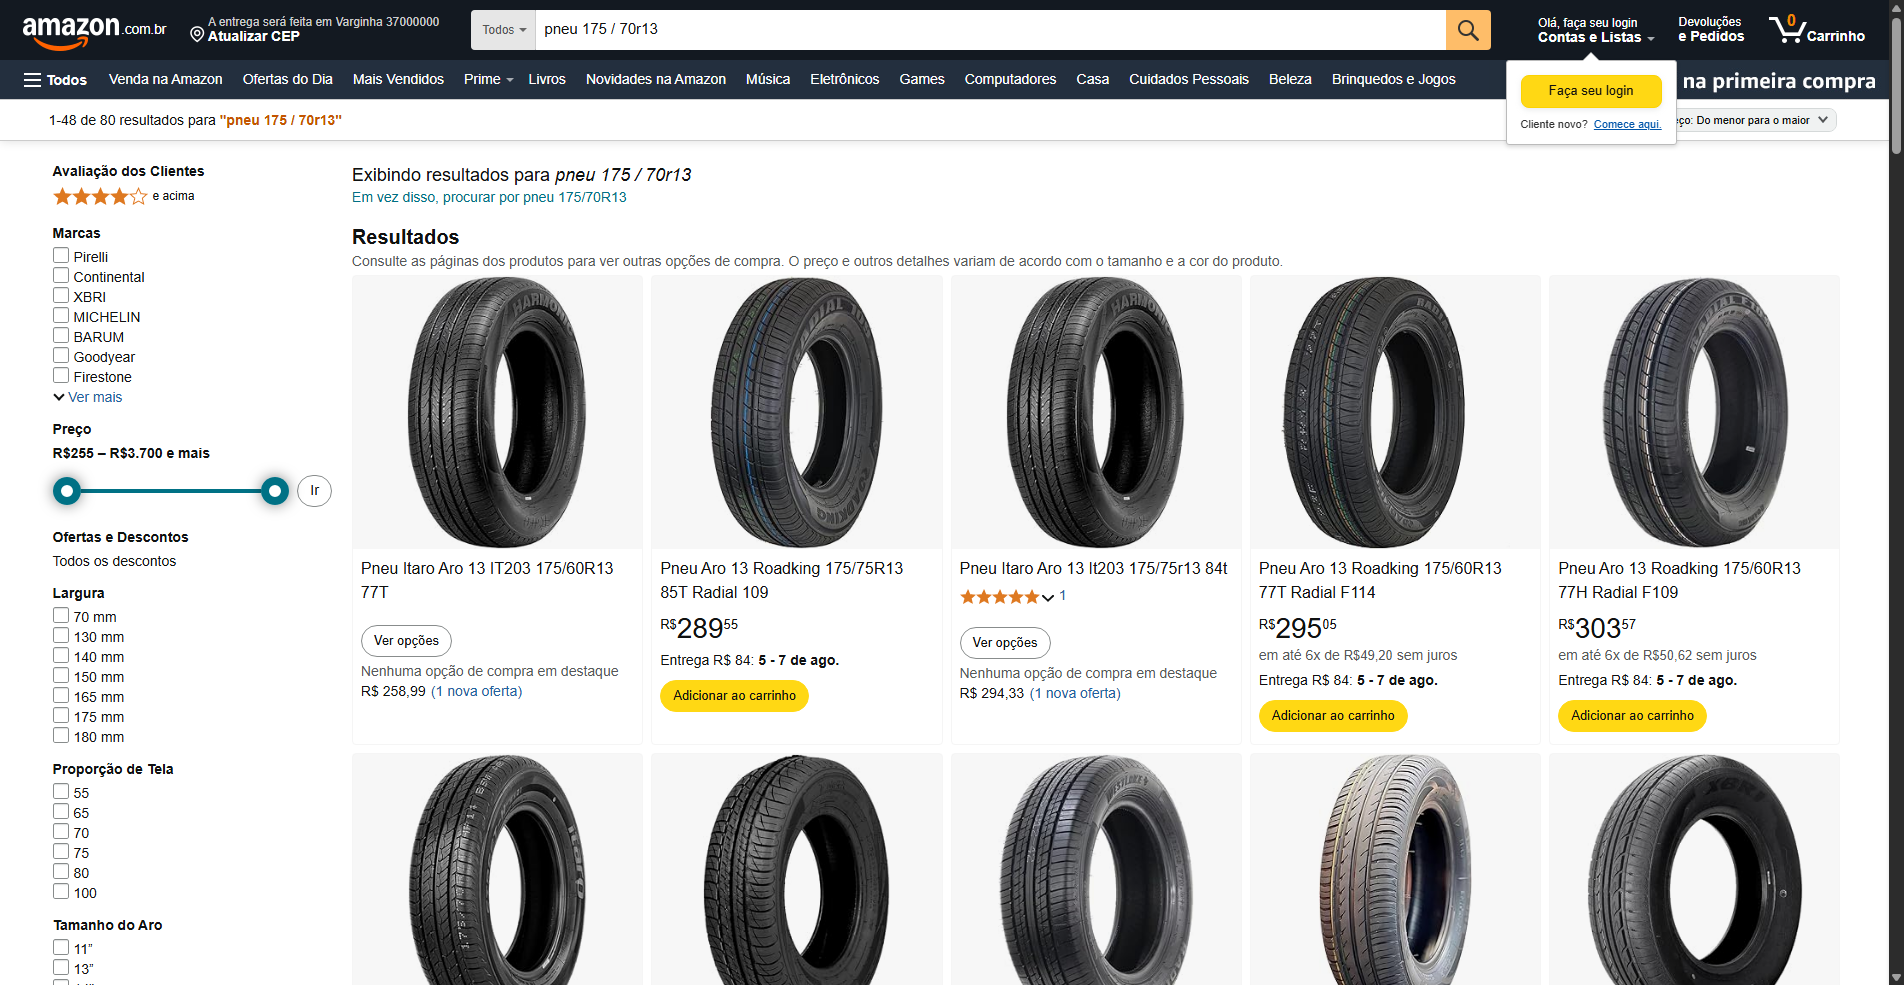 amazon.com.br
A entrega será feita em Varginha 37000000
Atualizar CEP
Todos
pneu 175 / 70r13
Olá, faça seu login
Contas e Listas
Devoluções
e Pedidos
0
Carrinho
Todos
Venda na Amazon
Ofertas do Dia
Mais Vendidos
Prime
Livros
Novidades na Amazon
Música
Eletrônicos
Games
Computadores
Casa
Cuidados Pessoais
Beleza
Brinquedos e Jogos
na primeira compra
Faça seu login
Cliente novo? Comece aqui.
1-48 de 80 resultados para "pneu 175 / 70r13"
ço: Do menor para o maior
Avaliação dos Clientes
e acima
Marcas
Pirelli
Continental
XBRI
MICHELIN
BARUM
Goodyear
Firestone
Ver mais
Preço
R$255 – R$3.700 e mais
Ir
Ofertas e Descontos
Todos os descontos
Largura
70 mm
130 mm
140 mm
150 mm
165 mm
175 mm
180 mm
Proporção de Tela
55
65
70
75
80
100
Tamanho do Aro
11”
13”
Exibindo resultados para pneu 175 / 70r13
Em vez disso, procurar por pneu 175/70R13
Resultados
Consulte as páginas dos produtos para ver outras opções de compra. O preço e outros detalhes variam de acordo com o tamanho e a cor do produto.
Pneu Itaro Aro 13 IT203 175/60R13
77T
Ver opções
Nenhuma opção de compra em destaque
R$ 258,99 (1 nova oferta)
Pneu Aro 13 Roadking 175/75R13
85T Radial 109
R$28955
Entrega R$ 84: 5 - 7 de ago.
Adicionar ao carrinho
Pneu Itaro Aro 13 It203 175/75r13 84t
1
Ver opções
Nenhuma opção de compra em destaque
R$ 294,33 (1 nova oferta)
Pneu Aro 13 Roadking 175/60R13
77T Radial F114
R$29505
em até 6x de R$49,20 sem juros
Entrega R$ 84: 5 - 7 de ago.
Adicionar ao carrinho
Pneu Aro 13 Roadking 175/60R13
77H Radial F109
R$30357
em até 6x de R$50,62 sem juros
Entrega R$ 84: 5 - 7 de ago.
Adicionar ao carrinho